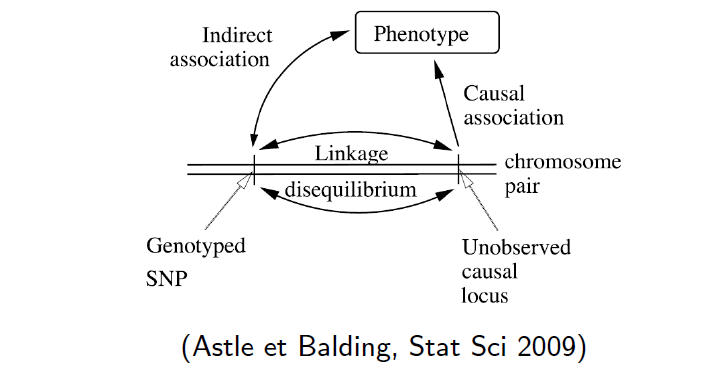 Indirect
association
Phenotype
Causal
association
Linkage
disequilibrium
chromosome
pair
Genotyped
SNP
Unobserved
causal
locus
(Astle et Balding, Stat Sci 2009)